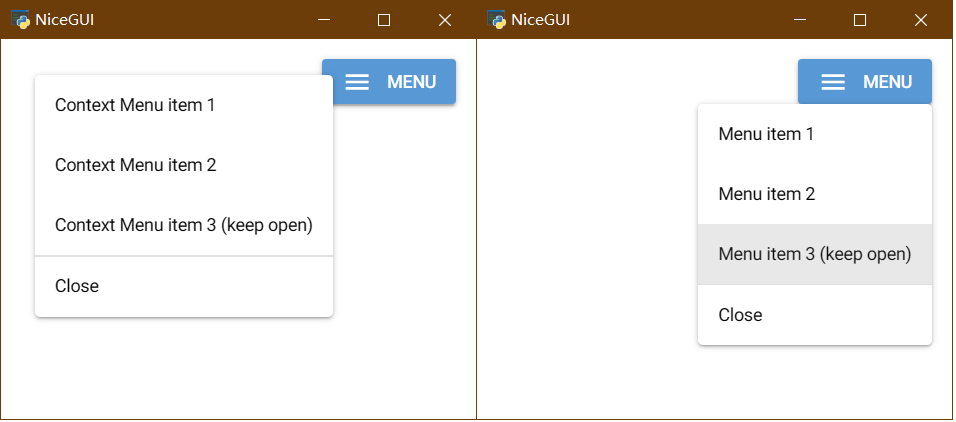 NiceGUI
MENU
Context Menu item 1
Context Menu item 2
Context Menu item 3 (keep open)
Close
NiceGUI
MENU
Menu item 1
Menu item 2
Menu item 3 (keep open)
Close